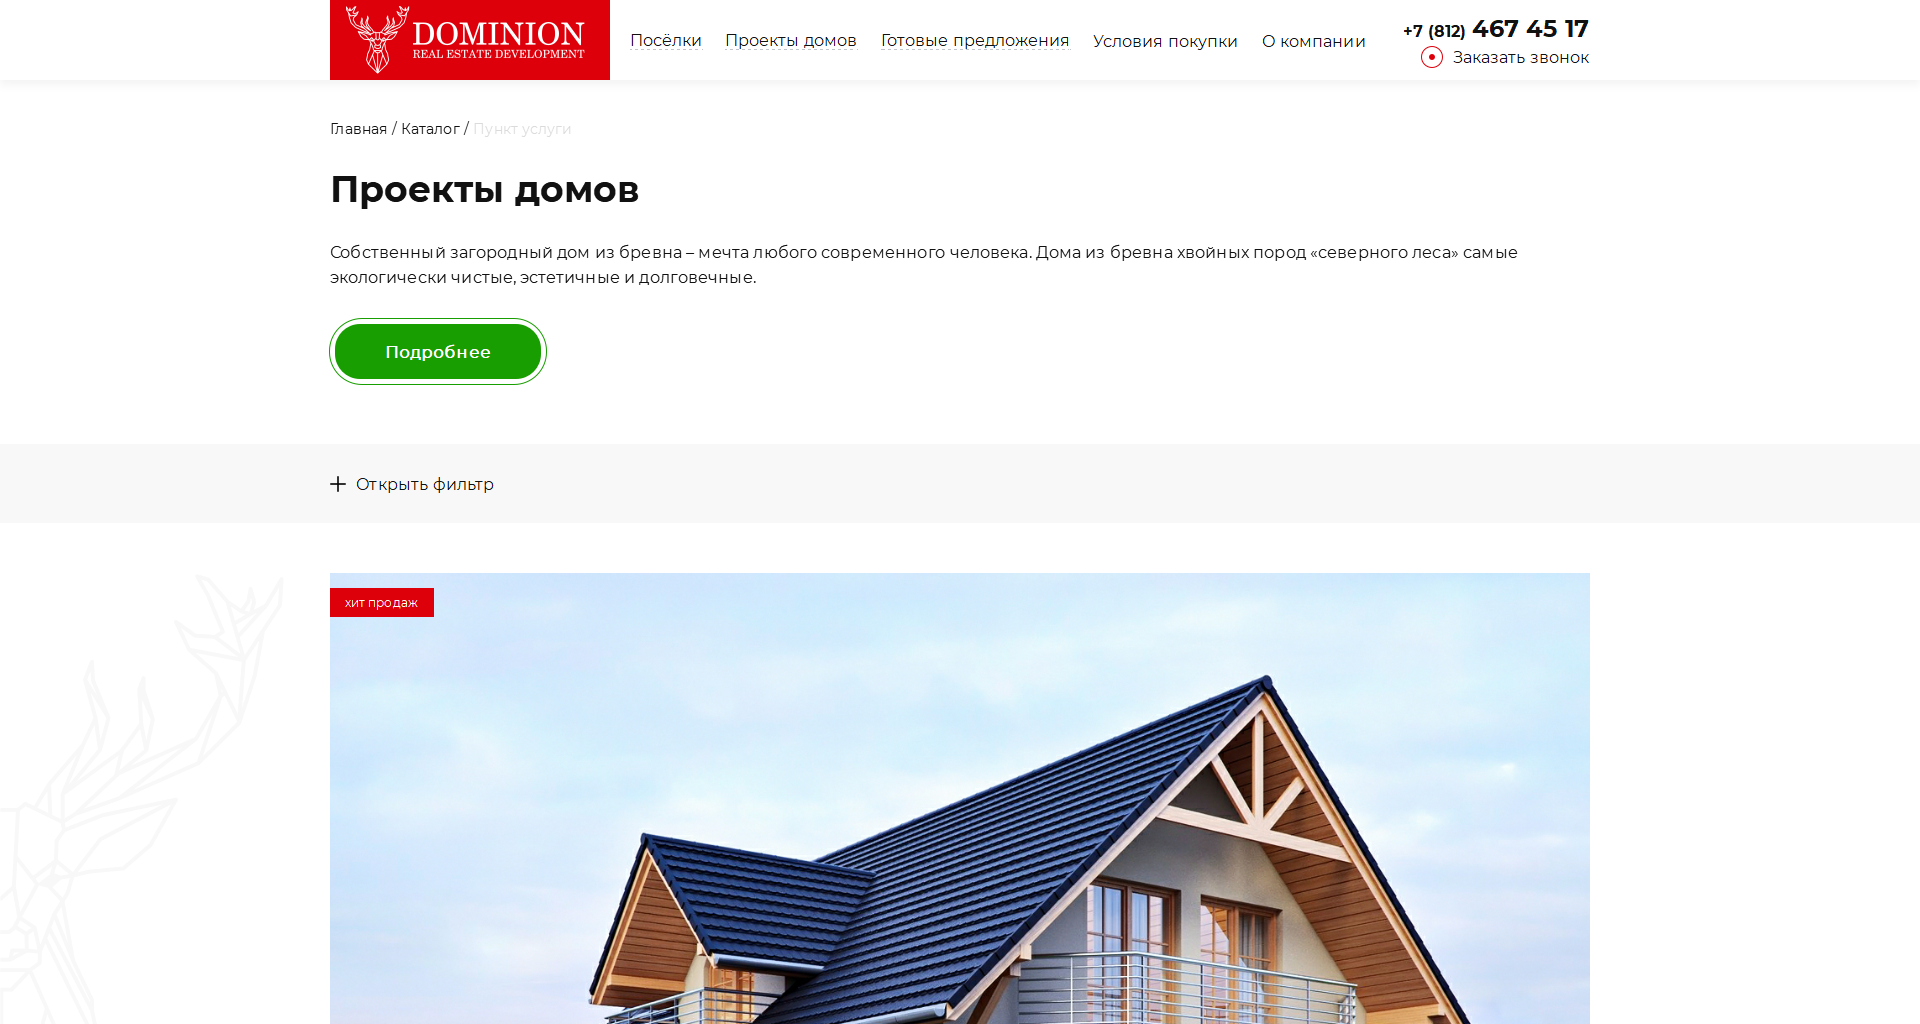 DOMINION
REAL ESTATE DEVELOPMENT
Посёлки Проекты домов Готовые предложения Условия покупки О компании
+7 (812) 467 45 17
Заказать звонок
Главная / Каталог / Пункт услуги
Проекты домов
Собственный загородный дом из бревна – мечта любого современного человека. Дома из бревна хвойных пород «северного леса» самые
экологически чистые, эстетичные и долговечные.
Подробнее
Открыть фильтр
хит продаж